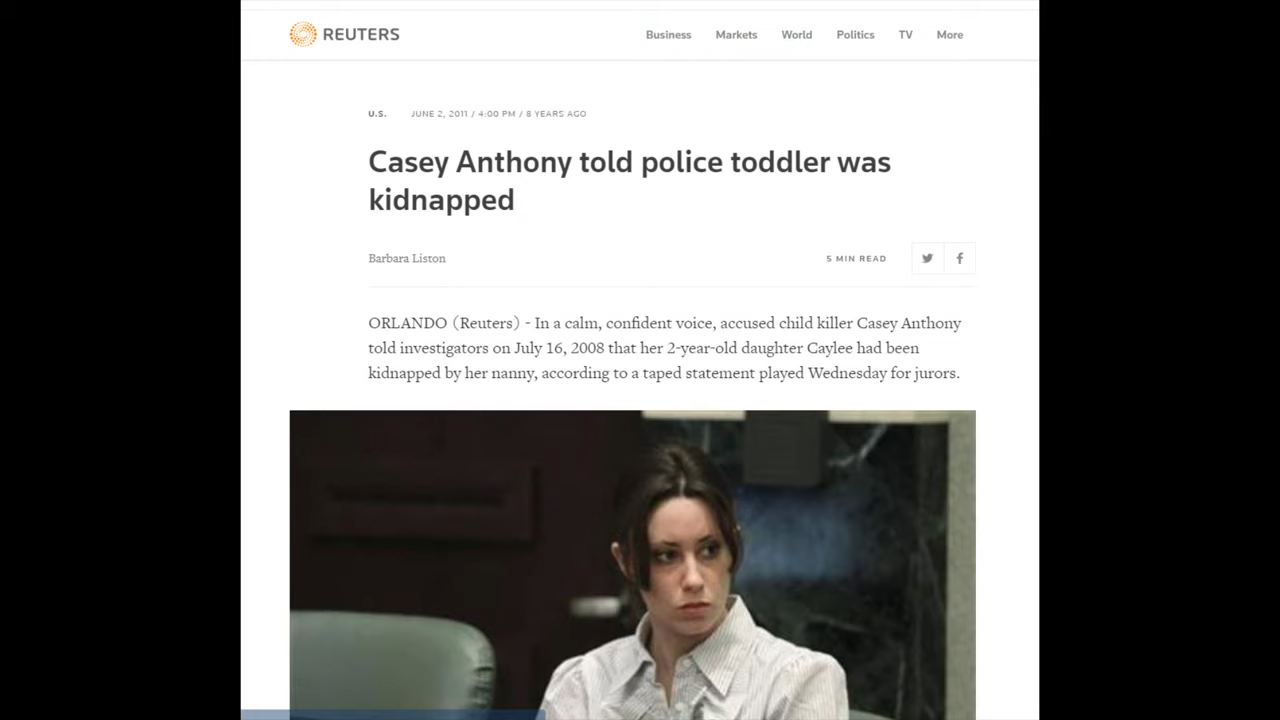 REUTERS
Business Markets World Politics TV More
U.S. JUNE 2, 2011 / 4:00 PM / 8 YEARS AGO
Casey Anthony told police toddler was
kidnapped
Barbara Liston
5 MIN READ
ORLANDO (Reuters) - In a calm, confident voice, accused child killer Casey Anthony
told investigators on July 16, 2008 that her 2-year-old daughter Caylee had been
kidnapped by her nanny, according to a taped statement played Wednesday for jurors.